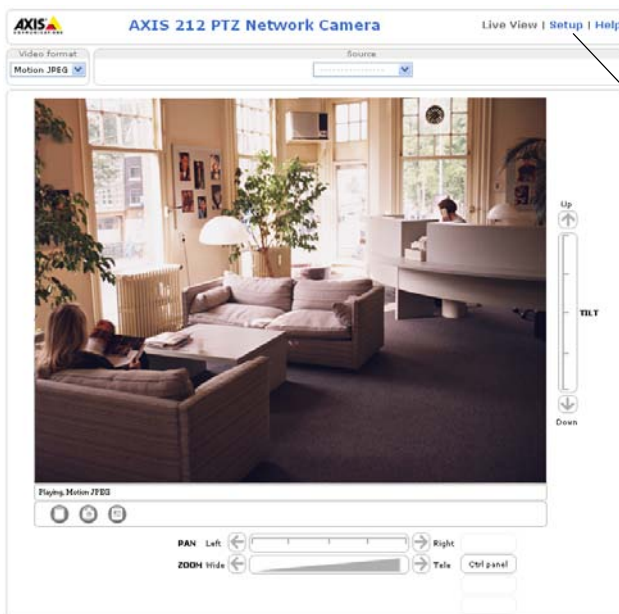 AXIS
COMMUNICATIONS
AXIS 212 PTZ Network Camera
Live View | Setup | Help
Video format
Source
Motion JPEG
---------------
Up
TILT
Down
Playing, Motion JPEG
PAN Left Right
ZOOM Wide Tele Ctrl panel